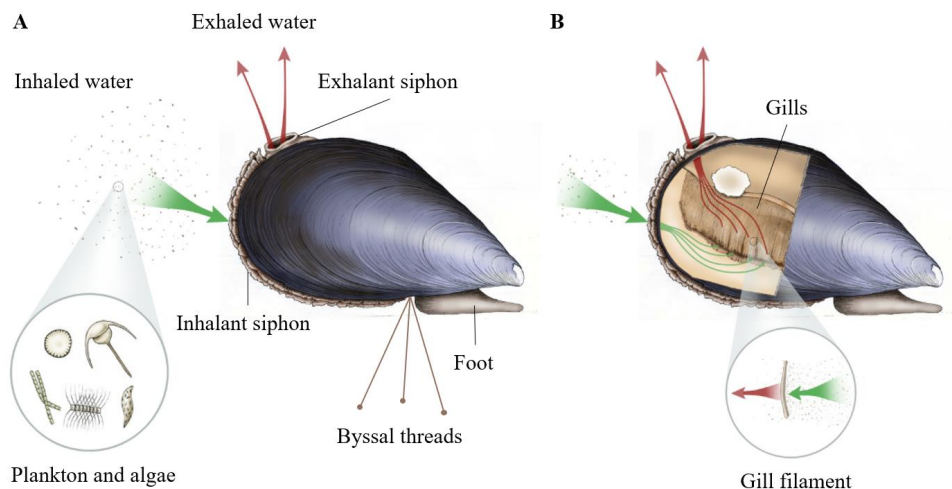 A
Exhaled water
B
Inhaled water
Exhalant siphon
Gills
Inhalant siphon
Foot
Byssal threads
Plankton and algae
Gill filament